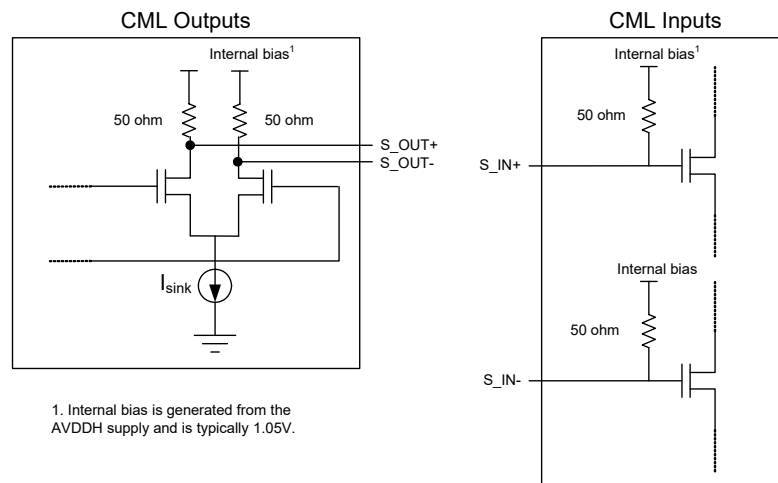 CML Outputs
Internal bias¹
50 ohm
50 ohm
S_OUT+
S_OUT-
Isink
1. Internal bias is generated from the
AVDDH supply and is typically 1.05V.
CML Inputs
Internal bias¹
50 ohm
S_IN+
Internal bias
50 ohm
S_IN-